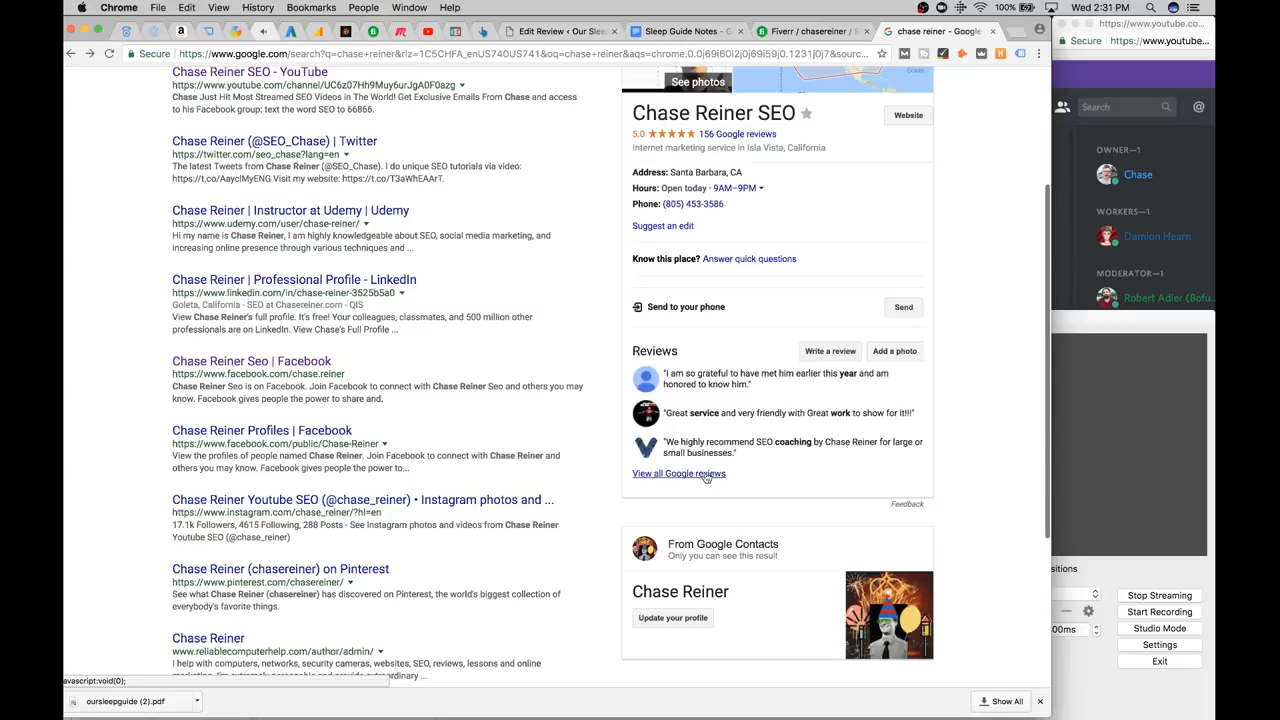 Chrome File Edit View History Bookmarks People Window Help 100% Wed 2:31 PM
Edit Review ‹ Our Sle
Sleep Guide Notes - G
Fiverr / chasereiner / S
chase reiner - Google
https://www.youtube.co...
Secure https://www.google.com/search?q=chase+reiner&rlz=1C5CHFA_enUS740US741&oq=chase+reiner&aqs=chrome.0.0j69i60l2j0j69i59j0.1231j0j7&sourc...
Secure https://www.yo
Chase Reiner SEO - YouTube
https://www.youtube.com/channel/UC6z07Hh9Muy6urJgA0F0azg
Chase Just Hit Most Streamed SEO Videos in The World! Get Exclusive Emails From Chase and access
to his Facebook group: text the word SEO to 66866.
Chase Reiner (@SEO_Chase) | Twitter
https://twitter.com/seo_chase?lang=en
The latest Tweets from Chase Reiner (@SEO_Chase). I do unique SEO tutorials via video:
https://t.co/AayclMyENG Visit my website: https://t.co/T3aWhEAArT.
Chase Reiner | Instructor at Udemy | Udemy
https://www.udemy.com/user/chase-reiner/
Hi my name is Chase Reiner, I am highly knowledgeable about SEO, social media marketing, and
increasing online presence through various techniques and ...
Chase Reiner | Professional Profile - LinkedIn
https://www.linkedin.com/in/chase-reiner-3525b5a0
Goleta, California - SEO at Chasereiner.com - QIS
View Chase Reiner's full profile. It's free! Your colleagues, classmates, and 500 million other
professionals are on LinkedIn. View Chase's Full Profile ...
Chase Reiner Seo | Facebook
https://www.facebook.com/chase.reiner
Chase Reiner Seo is on Facebook. Join Facebook to connect with Chase Reiner Seo and others you may
know. Facebook gives people the power to share and.
Chase Reiner Profiles | Facebook
https://www.facebook.com/public/Chase-Reiner
View the profiles of people named Chase Reiner. Join Facebook to connect with Chase Reiner and
others you may know. Facebook gives people the power to...
Chase Reiner Youtube SEO (@chase_reiner) • Instagram photos and ...
https://www.instagram.com/chase_reiner/?hl=en
17.1k Followers, 4615 Following, 288 Posts - See Instagram photos and videos from Chase Reiner
Youtube SEO (@chase_reiner)
Chase Reiner (chasereiner) on Pinterest
https://www.pinterest.com/chasereiner/
See what Chase Reiner (chasereiner) has discovered on Pinterest, the world's biggest collection of
everybody's favorite things.
Chase Reiner
www.reliablecomputerhelp.com/author/admin/
I help with computers, networks, security cameras, websites, SEO, reviews, lessons and online
avascript:void(0);
See photos
Ocean
Chase Reiner SEO
Website
5.0 156 Google reviews
Internet marketing service in Isla Vista, California
Address: Santa Barbara, CA
Hours: Open today · 9AM–9PM
Phone: (805) 453-3586
Suggest an edit
Know this place? Answer quick questions
Send to your phone
Send
Reviews
Write a review
Add a photo
"I am so grateful to have met him earlier this year and am
honored to know him."
"Great service and very friendly with Great work to show for it!!!"
"We highly recommend SEO coaching by Chase Reiner for large or
small businesses."
View all Google reviews
Feedback
From Google Contacts
Only you can see this result
Chase Reiner
Update your profile
oursleepguide (2).pdf
Show All
Search
@
OWNER—1
Chase
WORKERS—1
Damion Hearn
MODERATOR—1
Robert Adler (Bofu...
sitions
00ms
Stop Streaming
Start Recording
Studio Mode
Settings
Exit